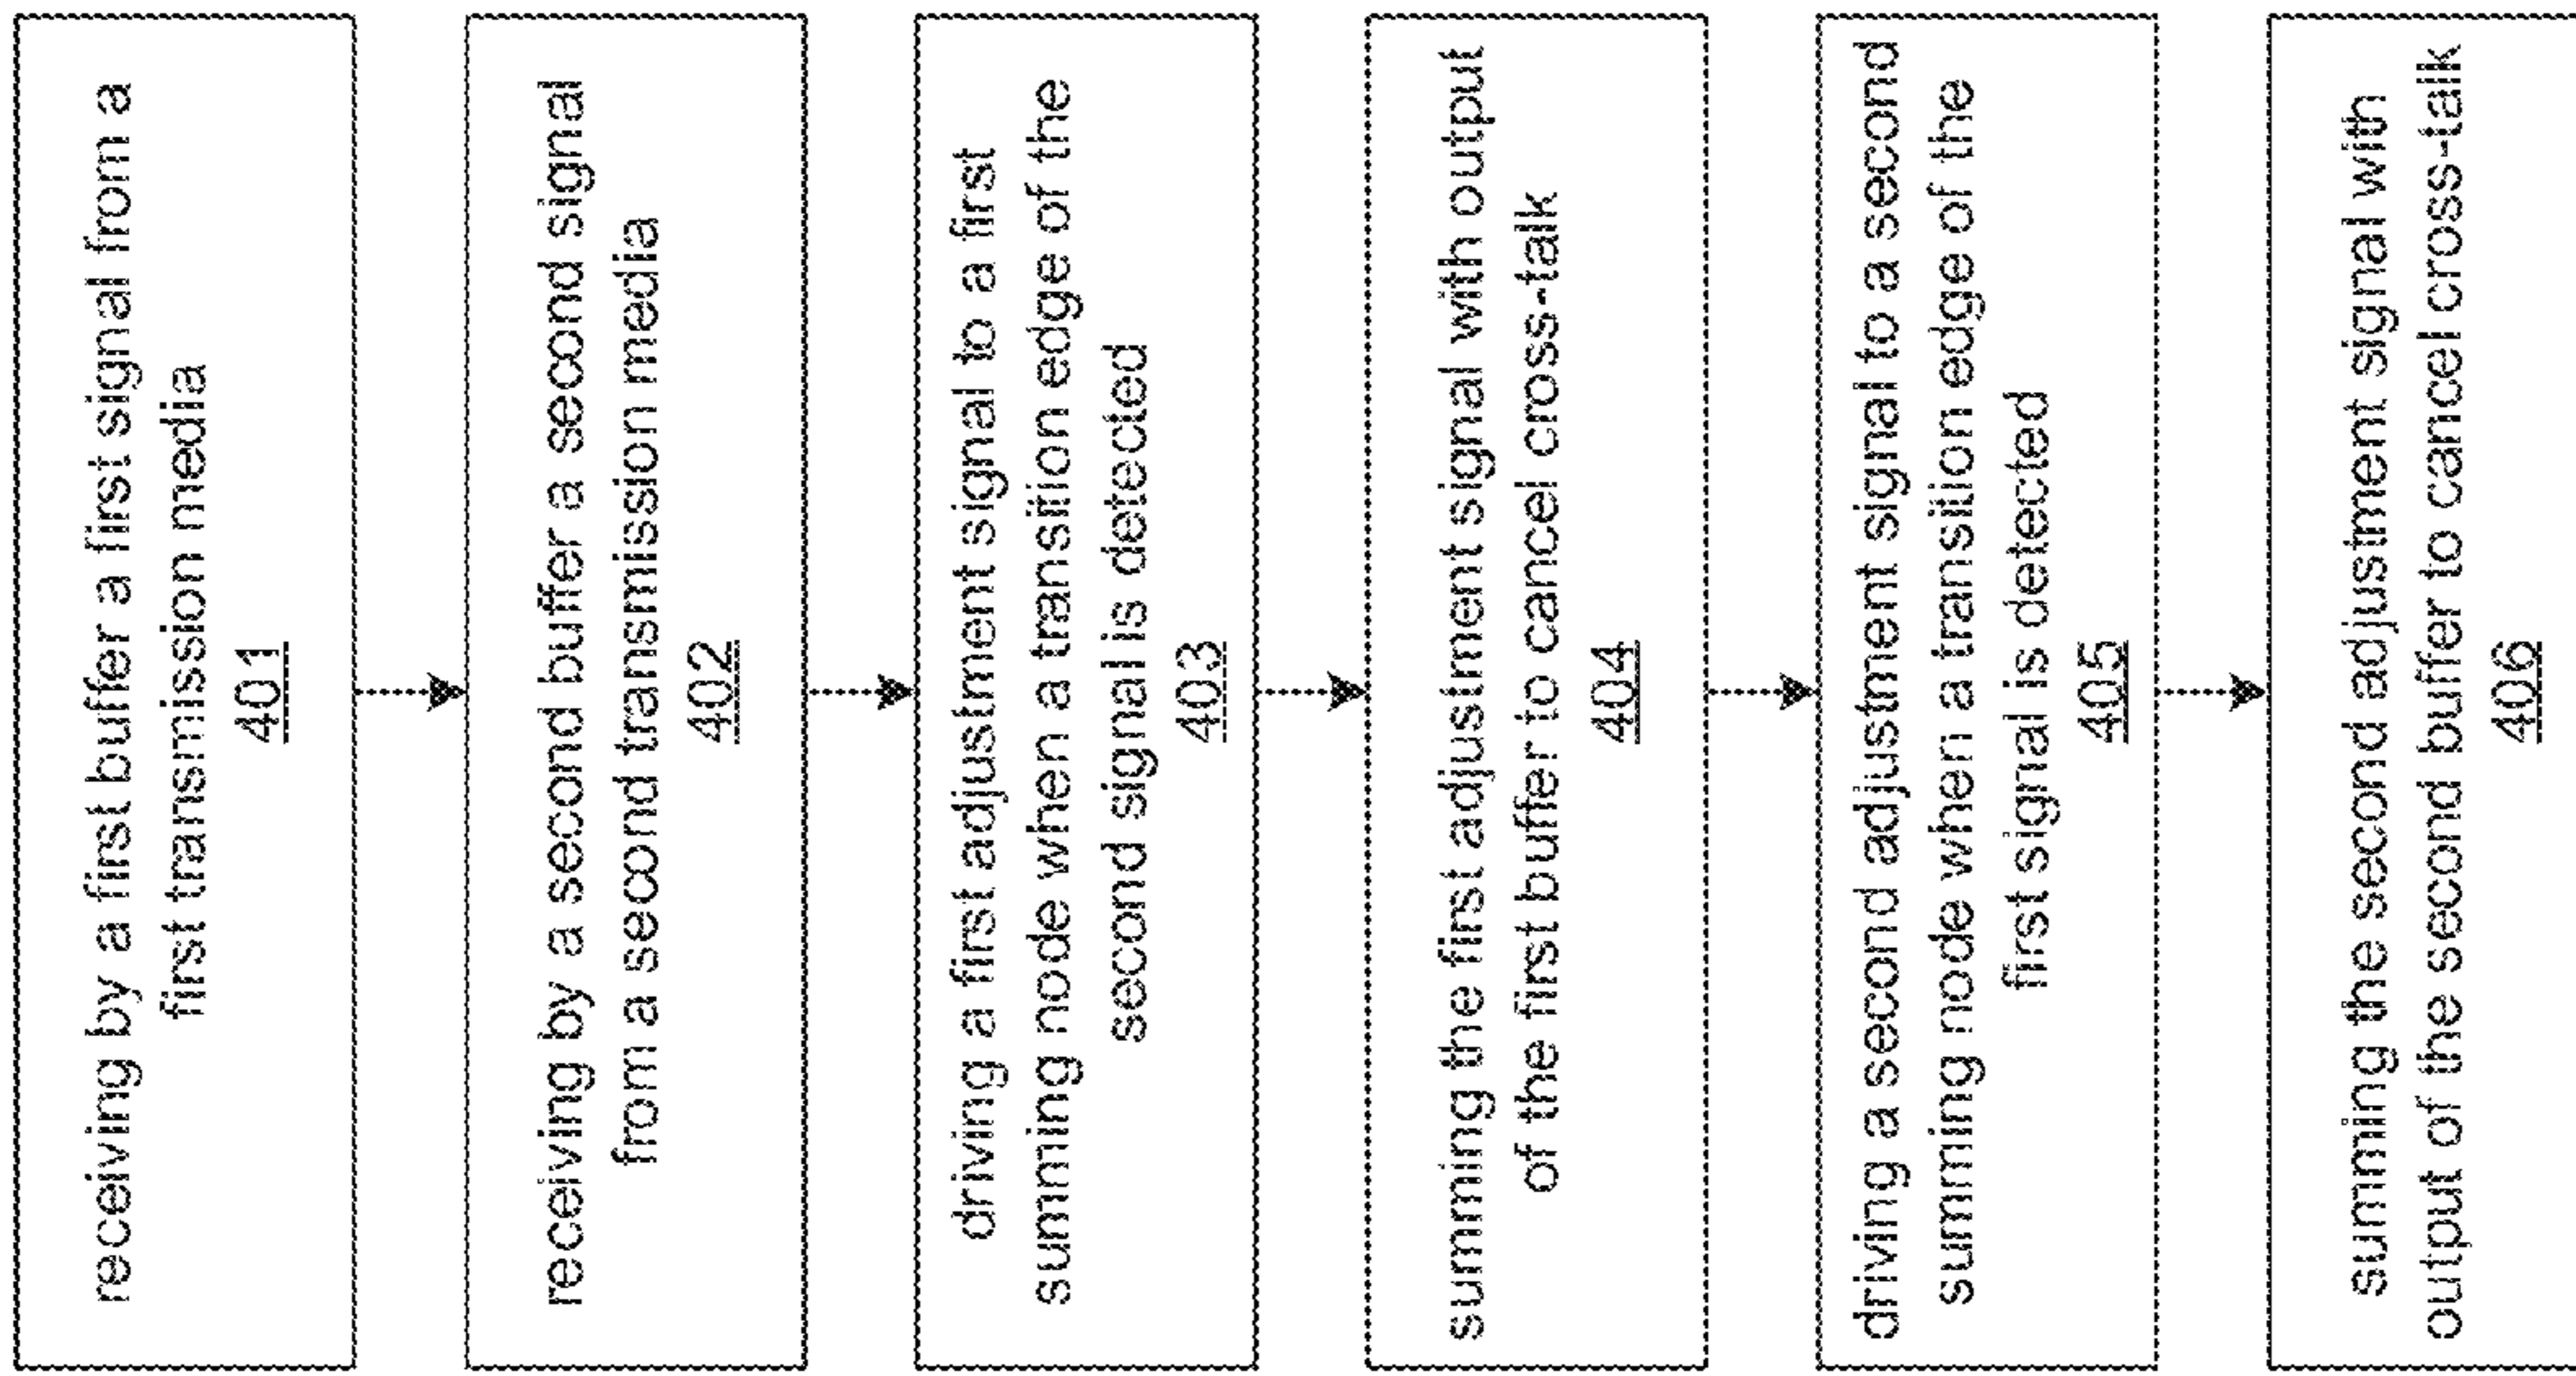 receiving by a first buffer a first signal from a
first transmission media
401
receiving by a second buffer a second signal
from a second transmission media
402
driving a first adjustment signal to a first
summing node when a transition edge of the
second signal is detected
403
summing the first adjustment signal with output
of the first buffer to cancel cross-talk
404
driving a second adjustment signal to a second
summing node when a transition edge of the
first signal is detected
405
summing the second adjustment signal with
output of the second buffer to cancel cross-talk
406